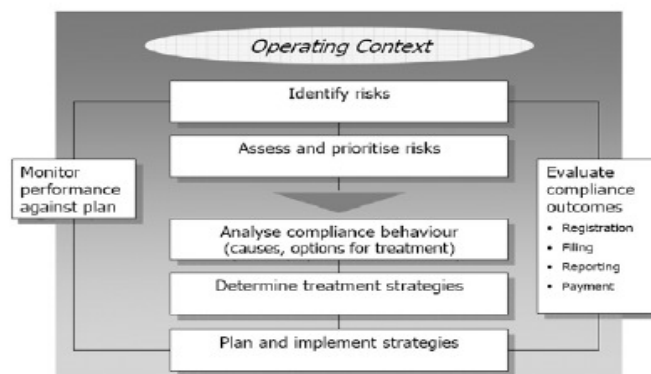 Operating Context
Identify risks
Assess and prioritise risks
Monitor
performance
against plan
Evaluate
compliance
outcomes
• Registration
• Filing
• Reporting
• Payment
Analyse compliance behaviour
(causes, options for treatment)
Determine treatment strategies
Plan and implement strategies